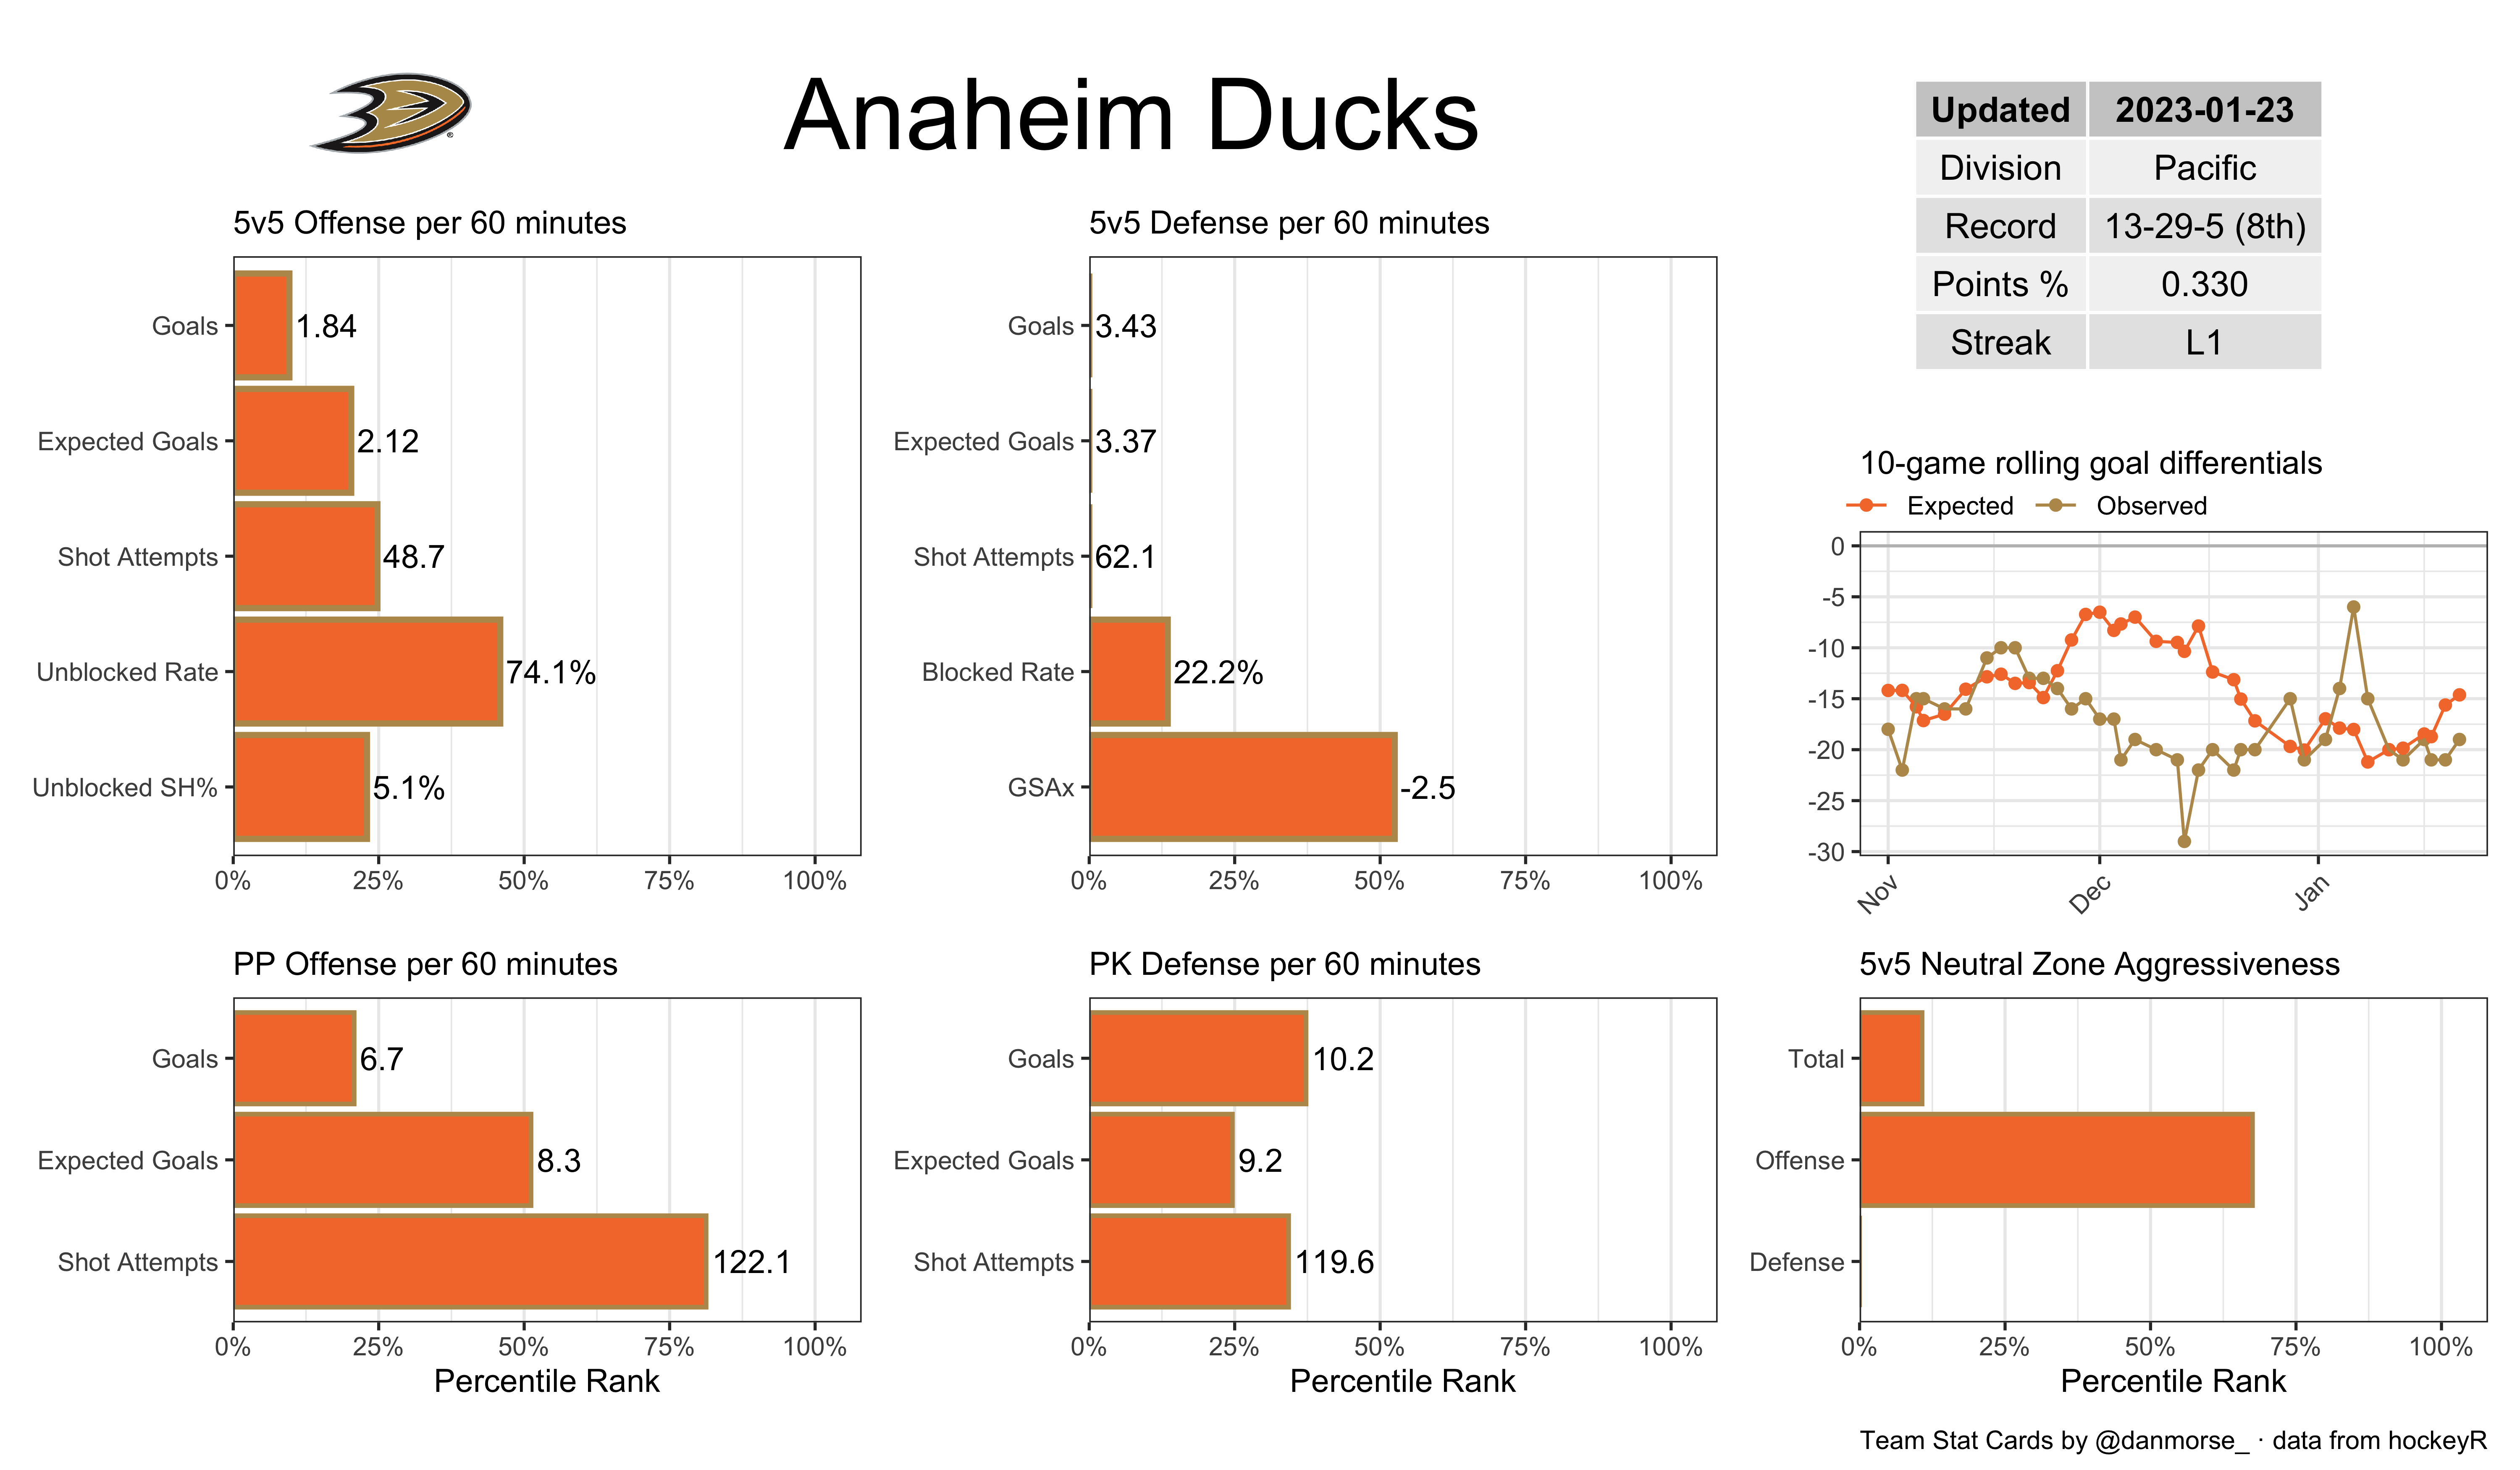 Anaheim Ducks
Updated 2023-01-23
Division Pacific
Record 13-29-5 (8th)
Points % 0.330
Streak L1
5v5 Offense per 60 minutes
Goals 1.84
Expected Goals 2.12
Shot Attempts 48.7
Unblocked Rate 74.1%
Unblocked SH% 5.1%
0% 25% 50% 75% 100%
5v5 Defense per 60 minutes
Goals 3.43
Expected Goals 3.37
Shot Attempts 62.1
Blocked Rate 22.2%
GSAx -2.5
0% 25% 50% 75% 100%
10-game rolling goal differentials
Expected Observed
0
-5
-10
-15
-20
-25
-30
Nov Dec Jan
PP Offense per 60 minutes
Goals 6.7
Expected Goals 8.3
Shot Attempts 122.1
0% 25% 50% 75% 100%
Percentile Rank
PK Defense per 60 minutes
Goals 10.2
Expected Goals 9.2
Shot Attempts 119.6
0% 25% 50% 75% 100%
Percentile Rank
5v5 Neutral Zone Aggressiveness
Total
Offense
Defense
0% 25% 50% 75% 100%
Percentile Rank
Team Stat Cards by @danmorse_ · data from hockeyR